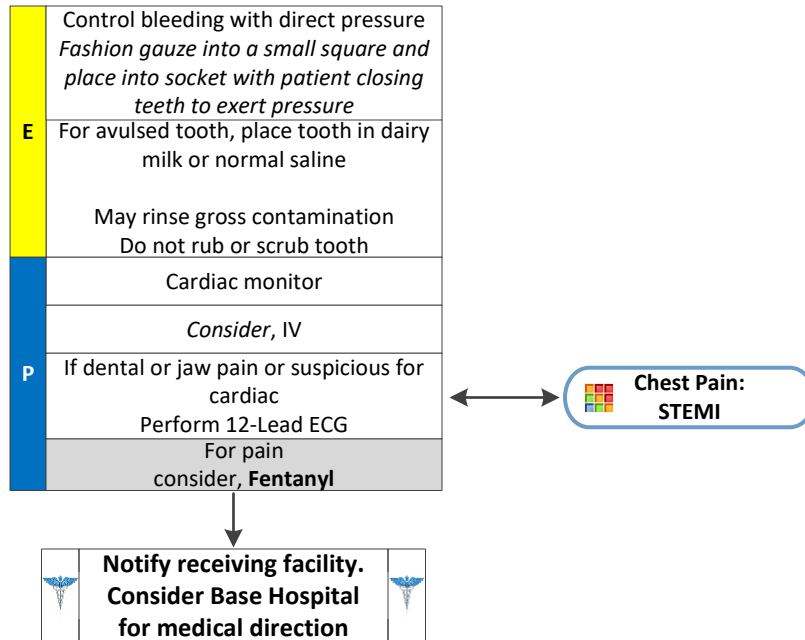 Control bleeding with direct pressure
Fashion gauze into a small square and
place into socket with patient closing
teeth to exert pressure
E
For avulsed tooth, place tooth in dairy
milk or normal saline
May rinse gross contamination
Do not rub or scrub tooth
Cardiac monitor
Consider, IV
P
If dental or jaw pain or suspicious for
cardiac
Perform 12-Lead ECG
Chest Pain:
STEMI
For pain
consider, Fentanyl
Notify receiving facility.
Consider Base Hospital
for medical direction